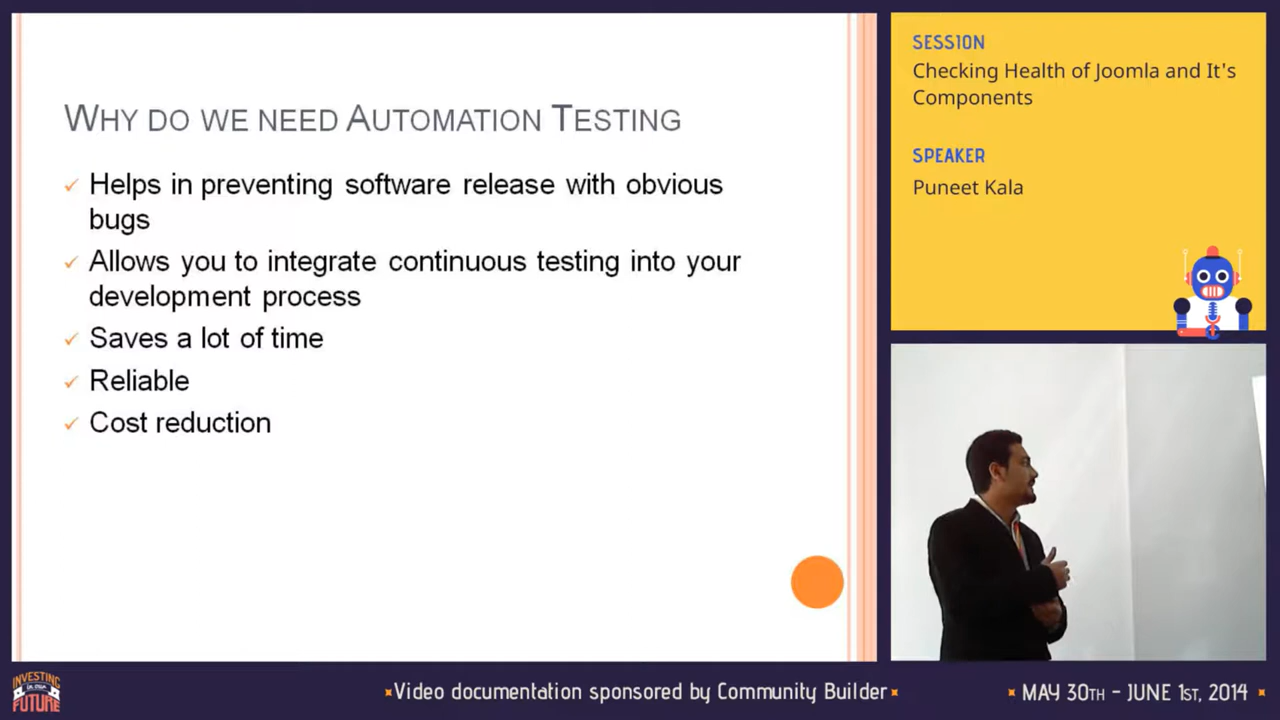 WHY DO WE NEED AUTOMATION TESTING
Helps in preventing software release with obvious
bugs
Allows you to integrate continuous testing into your
development process
Saves a lot of time
Reliable
Cost reduction
SESSION
Checking Health of Joomla and It's
Components
SPEAKER
Puneet Kala
INVESTING
IN OUR
FUTURE
Video documentation sponsored by Community Builder
MAY 30TH - JUNE 1ST, 2014